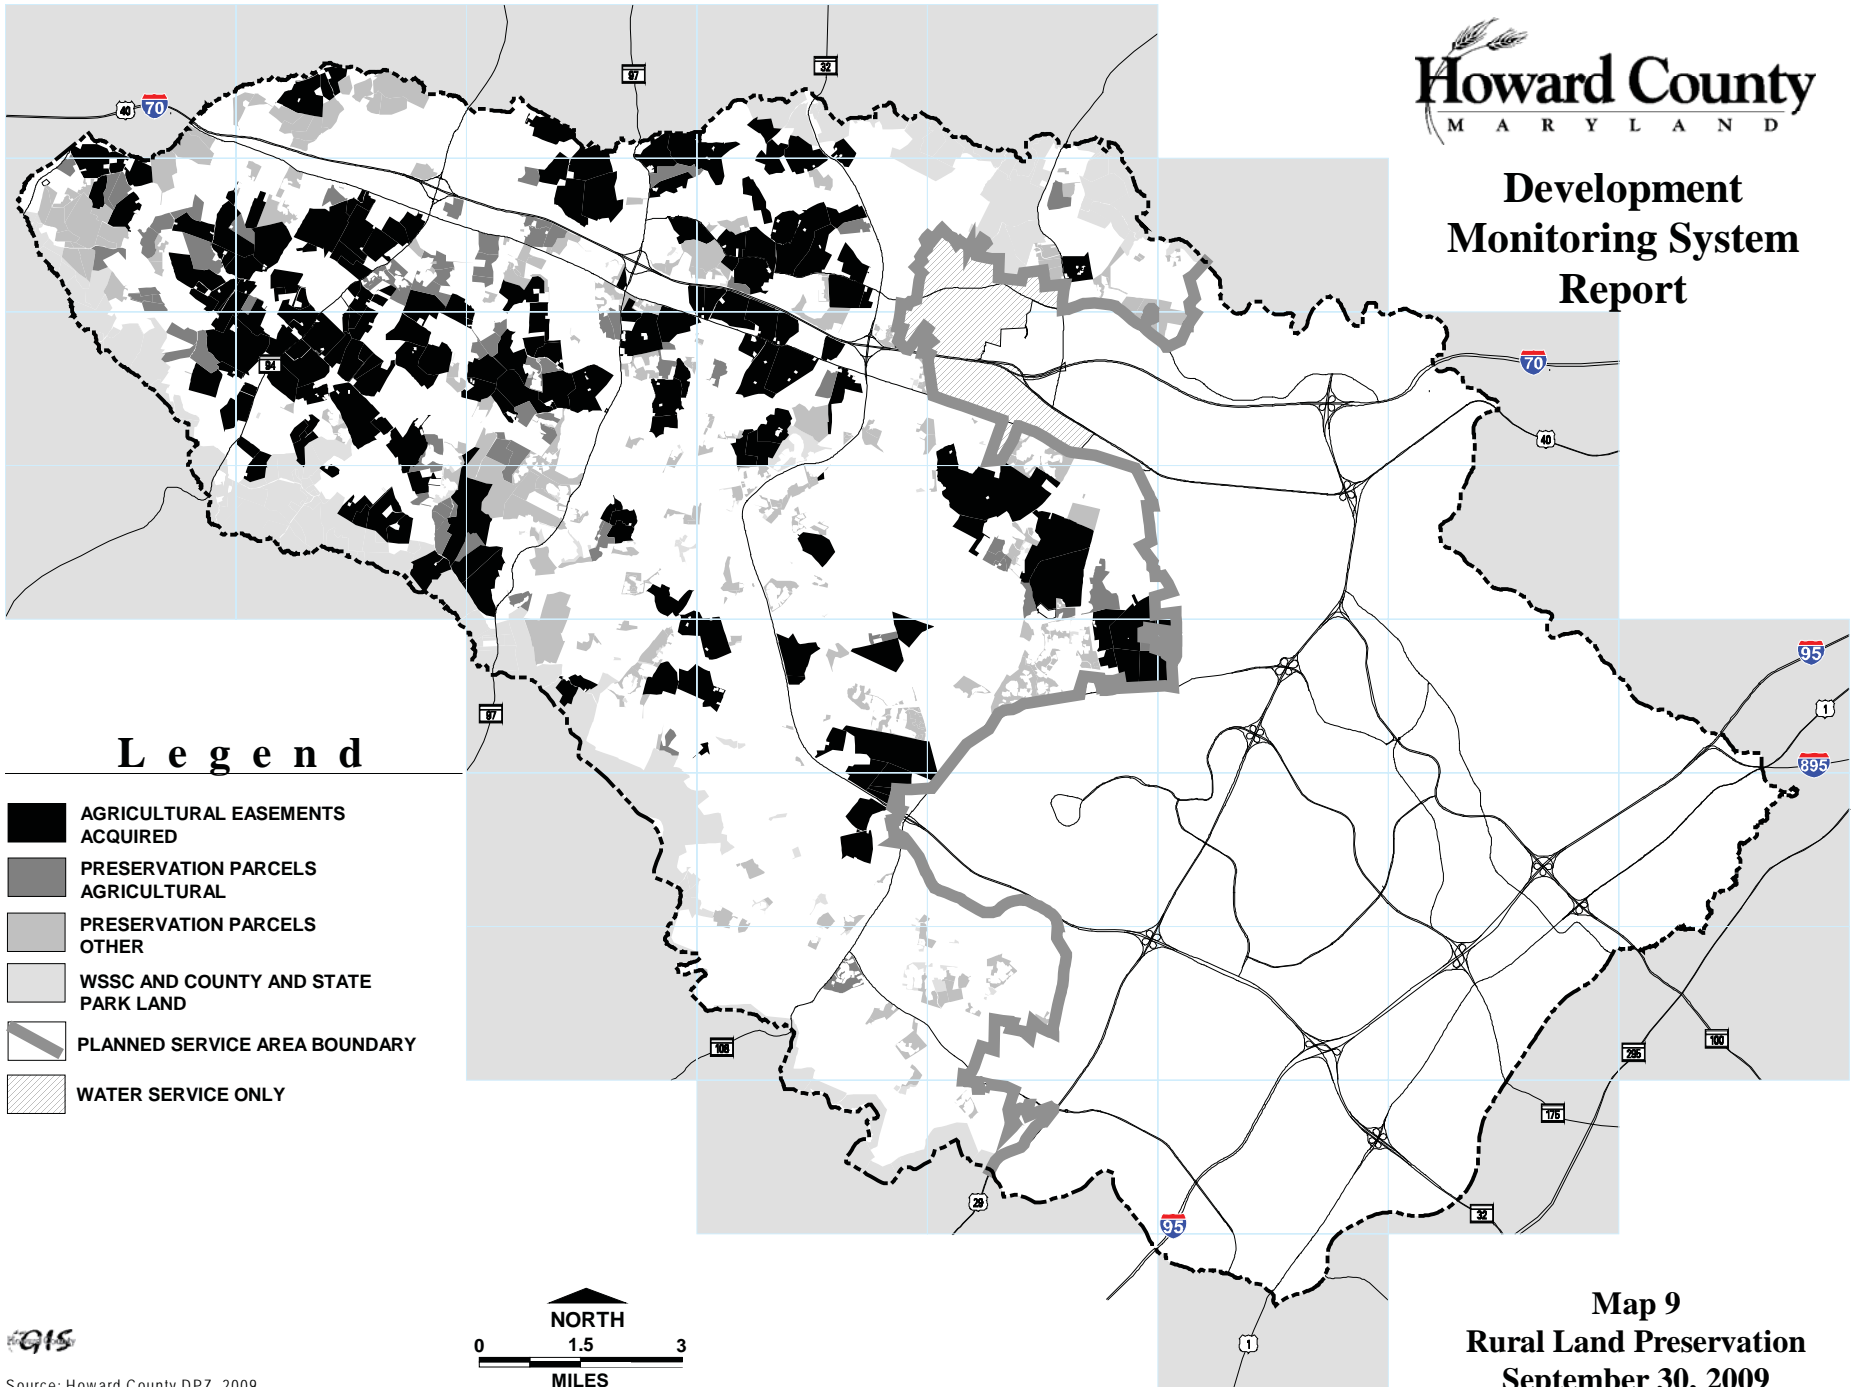 Howard County
MARYLAND
Development
Monitoring System
Report
40
70
97
32
94
70
40
95
1
895
97
Legend
AGRICULTURAL EASEMENTS
ACQUIRED
PRESERVATION PARCELS
AGRICULTURAL
PRESERVATION PARCELS
OTHER
WSSC AND COUNTY AND STATE
PARK LAND
PLANNED SERVICE AREA BOUNDARY
WATER SERVICE ONLY
108
295
100
175
29
95
32
1
NORTH
0 1.5 3
MILES
Howard County
GIS
Source: Howard County DPZ, 2009
Map 9
Rural Land Preservation
September 30, 2009